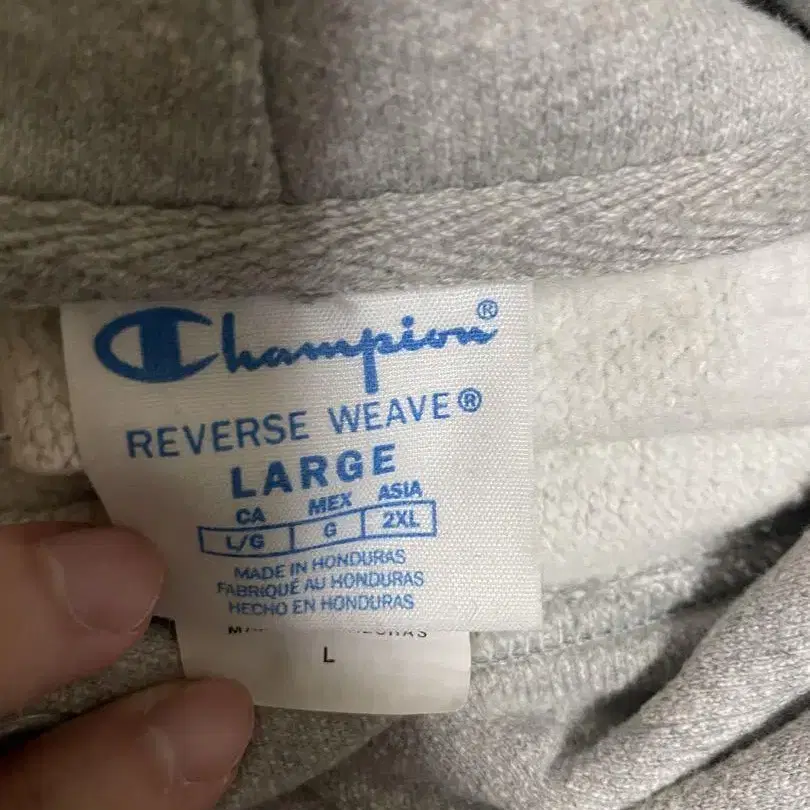 Champion®
REVERSE WEAVE®
LARGE
CA MEX ASIA
L/G G 2XL
MADE IN HONDURAS
FABRIQUÉ AU HONDURAS
HECHO EN HONDURAS
L